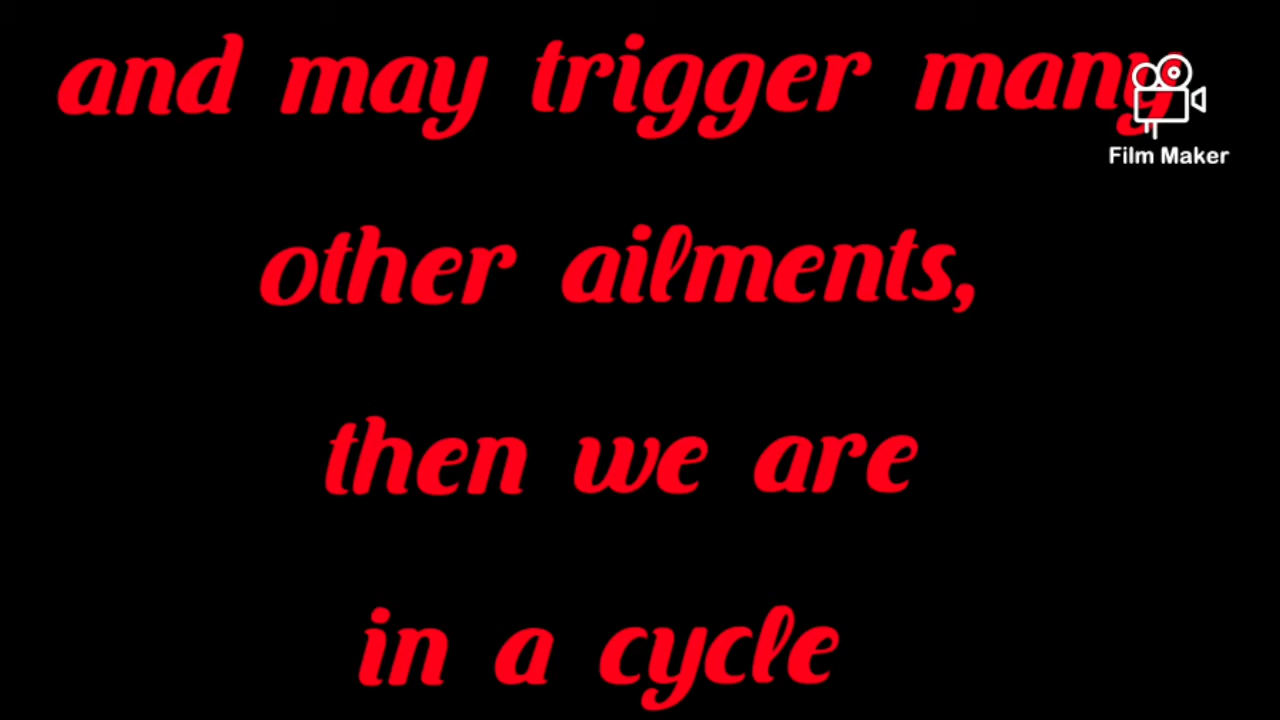 and may trigger many
Film Maker
other ailments,
then we are
in a cycle